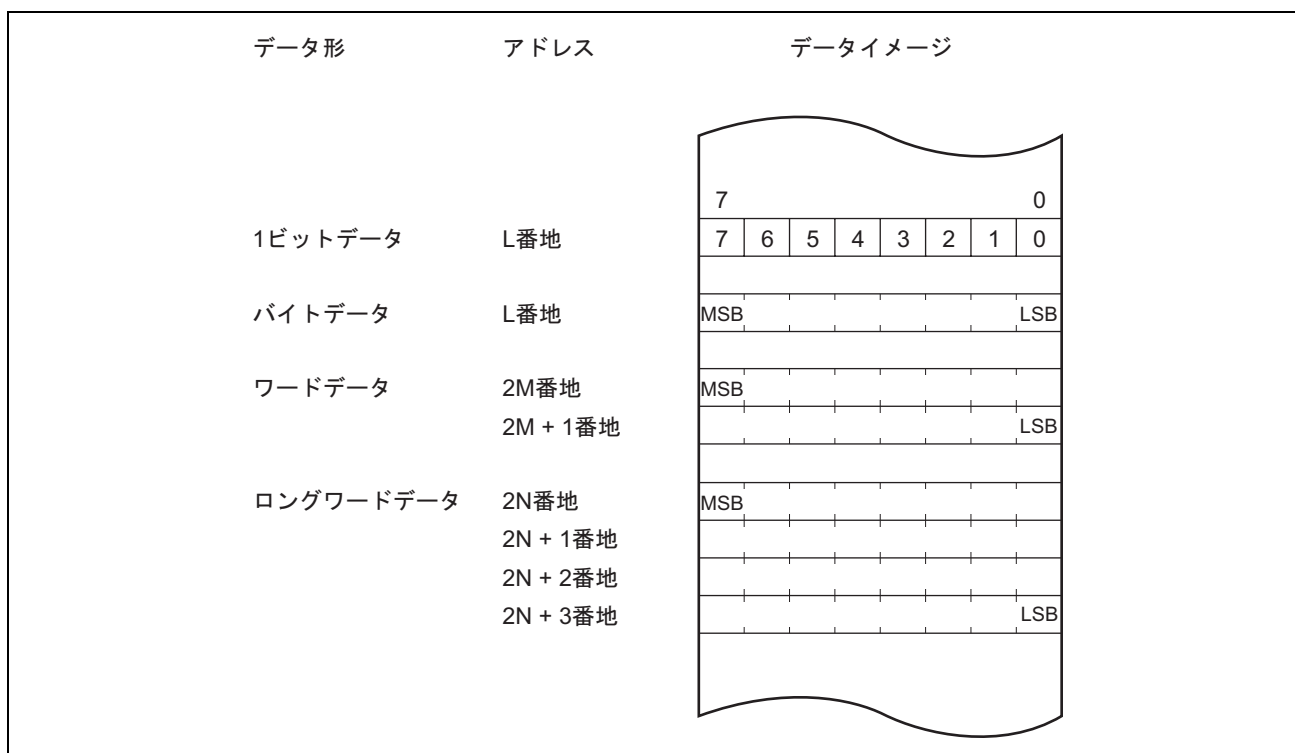 データ形 アドレス データイメージ
7 0
1ビットデータ L番地 7 6 5 4 3 2 1 0
バイトデータ L番地 MSB LSB
ワードデータ 2M番地 MSB
2M + 1番地 LSB
ロングワードデータ 2N番地 MSB
2N + 1番地
2N + 2番地
2N + 3番地 LSB